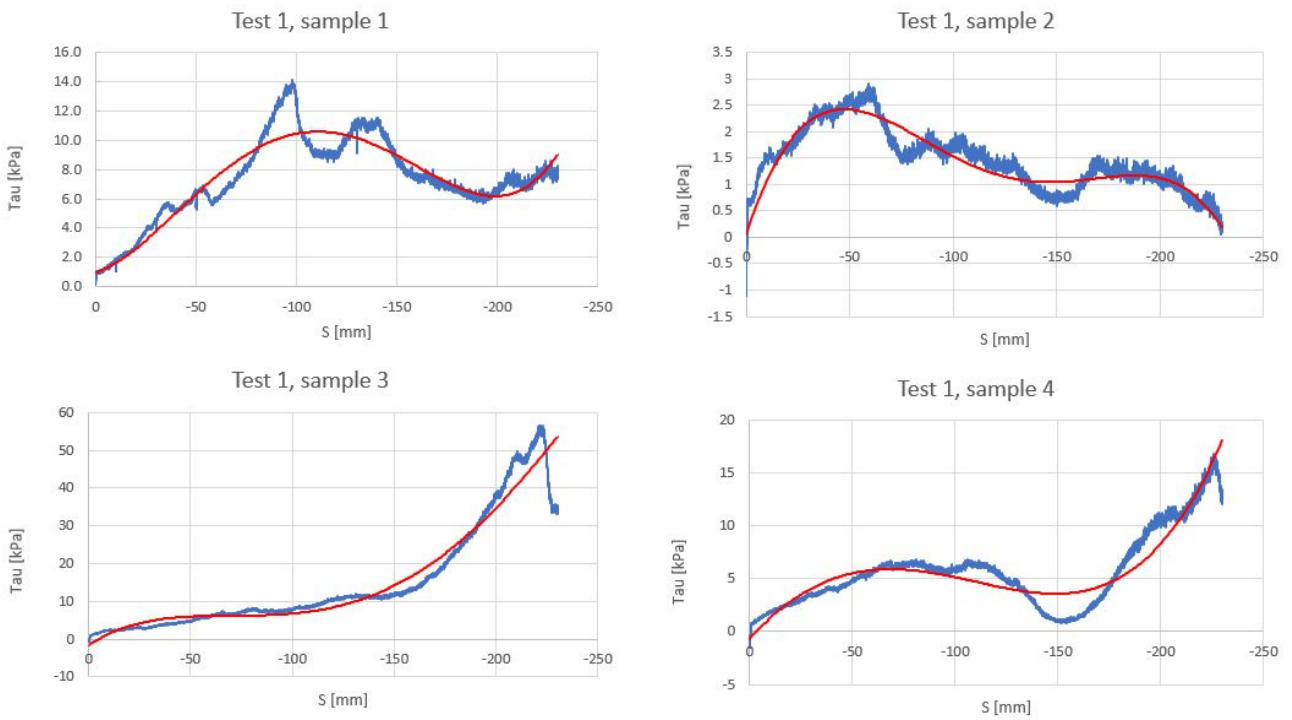 Test 1, sample 1
16.0
14.0
12.0
10.0
8.0
6.0
4.0
2.0
0.0
Tau [kPa]
0 -50 -100 -150 -200 -250
S [mm]
Test 1, sample 2
3.5
3
2.5
2
1.5
1
0.5
0
-0.5
-1
-1.5
Tau [kPa]
-50 -100 -150 -200 -250
0
S [mm]
Test 1, sample 3
60
50
40
30
20
10
0
-10
Tau [kPa]
0 -50 -100 -150 -200 -250
S [mm]
Test 1, sample 4
20
15
10
5
0
-5
Tau [kPa]
0 -50 -100 -150 -200 -250
S [mm]